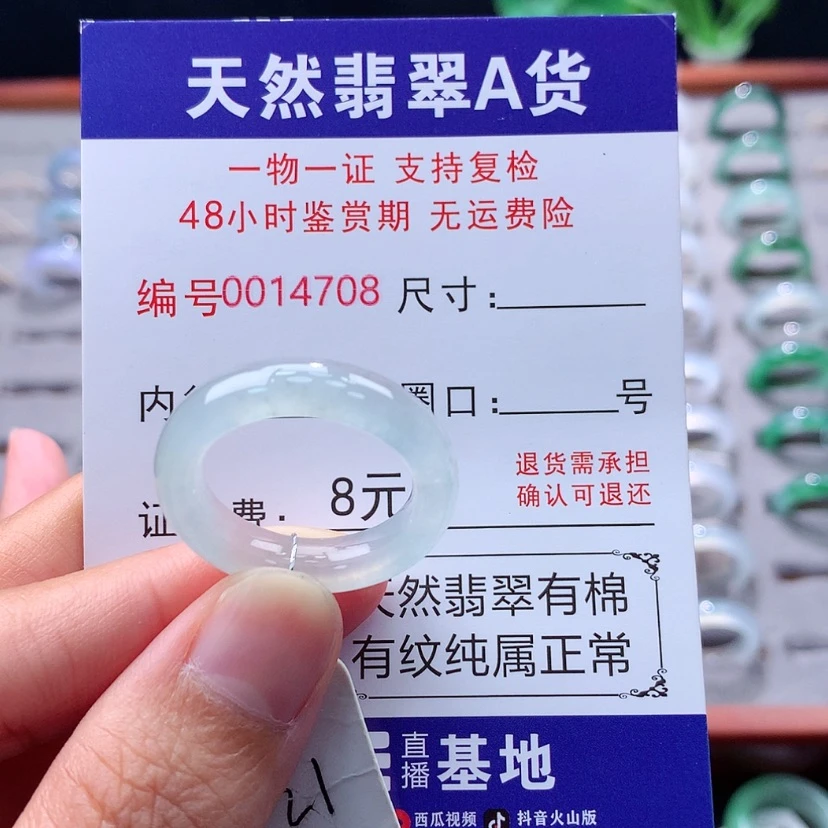 天然翡翠A货
一物一证 支持复检
48小时鉴赏期 无运费险
编号0014708 尺寸:
内 圈口: 号
退货需承担
确认可退还
证 费: 8元
天然翡翠有棉
有纹纯属正常
直播基地
西瓜视频 抖音火山版